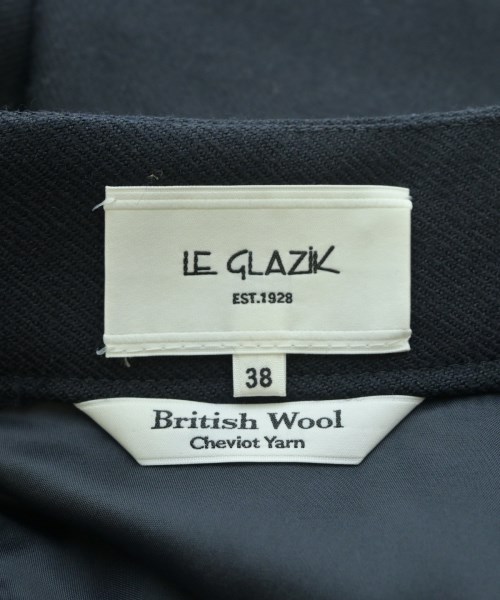 LE GLAZIK
EST.1928
38
British Wool
Cheviot Yarn